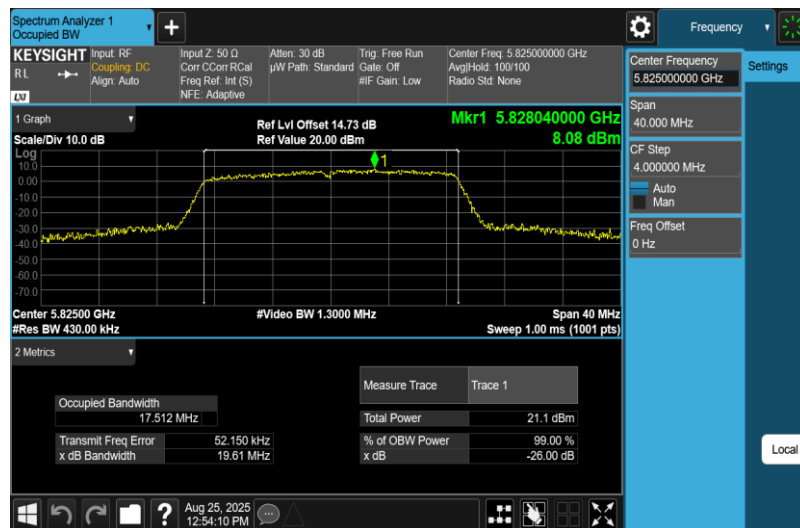 Spectrum Analyzer 1
Occupied BW
+
Frequency
KEYSIGHT
RL
LXI
Input: RF
Coupling: DC
Align: Auto
Input Z: 50 Ω
Corr CCorr RCal
Freq Ref: Int (S)
NFE: Adaptive
Atten: 30 dB
µW Path: Standard
Trig: Free Run
Gate: Off
#IF Gain: Low
Center Freq: 5.825000000 GHz
Avg|Hold: 100/100
Radio Std: None
Center Frequency
5.825000000 GHz
Settings
Span
40.000 MHz
CF Step
4.000000 MHz
Auto
Man
Freq Offset
0 Hz
Local
1 Graph
Scale/Div 10.0 dB
Ref Lvl Offset 14.73 dB
Ref Value 20.00 dBm
Mkr1 5.828040000 GHz
8.08 dBm
Log
10.0
0.00
-10.0
-20.0
-30.0
-40.0
-50.0
-60.0
-70.0
1
Center 5.82500 GHz
#Res BW 430.00 kHz
#Video BW 1.3000 MHz
Span 40 MHz
Sweep 1.00 ms (1001 pts)
2 Metrics
Measure Trace Trace 1
Occupied Bandwidth
17.512 MHz
Total Power 21.1 dBm
Transmit Freq Error 52.150 kHz
% of OBW Power 99.00 %
x dB Bandwidth 19.61 MHz
x dB -26.00 dB
?
Aug 25, 2025
12:54:10 PM